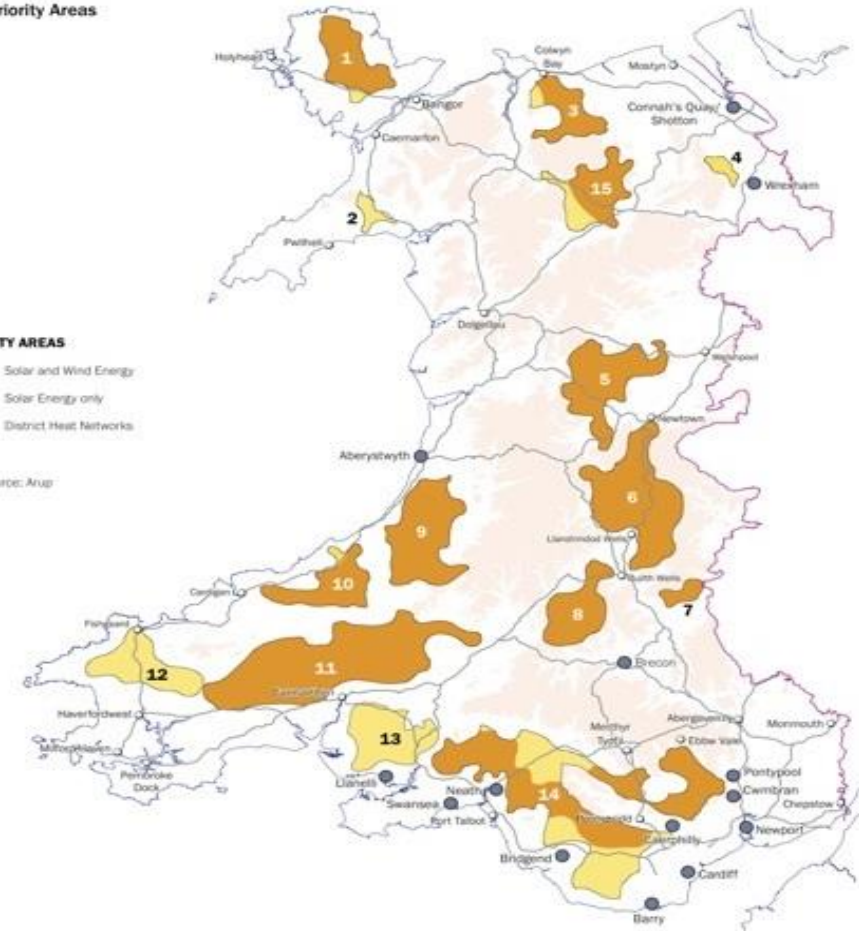 riority Areas
Holyhead
1
Bangor
Caernarfon
Colwyn
Bay
Mostyn
3
Connah's Quay/
Shotton
4
Wrexham
15
2
Pwllheli
Dolgellau
TY AREAS
Solar and Wind Energy
Solar Energy only
District Heat Networks
rce: Arup
Welshpool
5
Newtown
Aberystwyth
6
9
Llandrindod Wells
Builth Wells
10
Cardigan
8
7
Fishguard
11
12
Brecon
Carmarthen
Haverfordwest
Milford Haven
Pembroke
Dock
13
Llanelli
Merthyr
Tydfil
Abergavenny
Ebbw Vale
Monmouth
Pontypool
Cwmbran
Chepstow
14
Neath
Swansea
Port Talbot
Pontypridd
Caerphilly
Newport
Bridgend
Cardiff
Barry